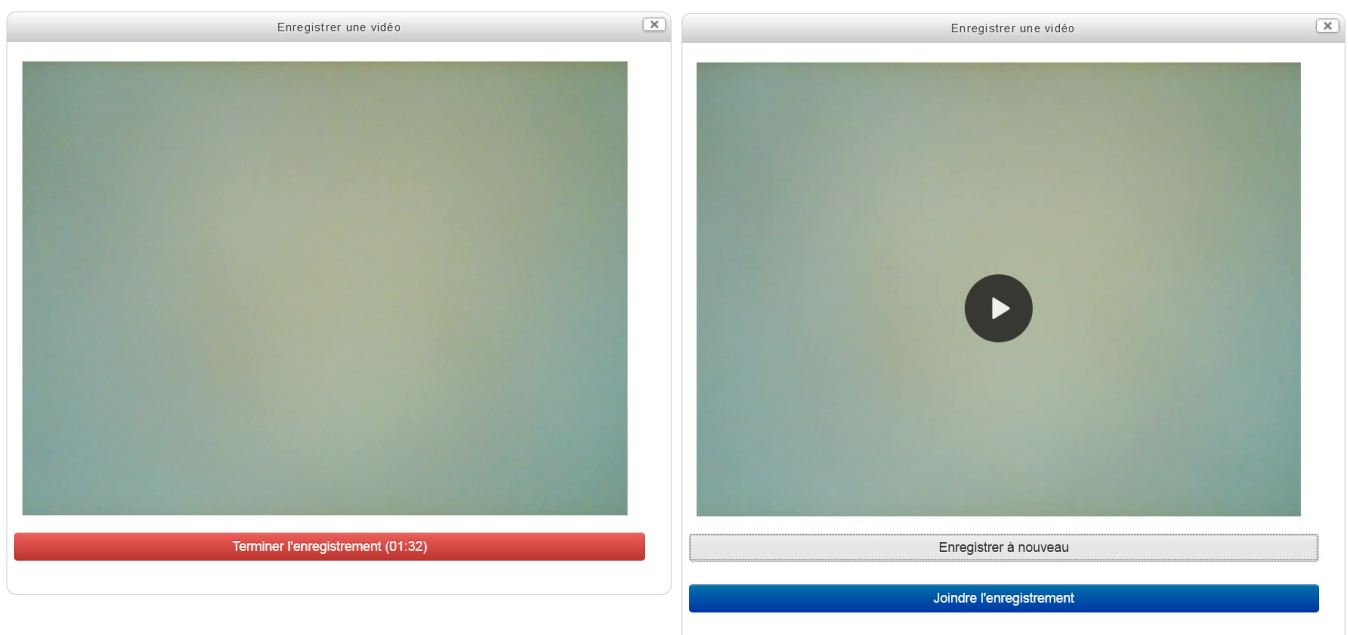 Enregistrer une vidéo
Terminer l'enregistrement (01:32)
Enregistrer une vidéo
Enregistrer à nouveau
Joindre l'enregistrement